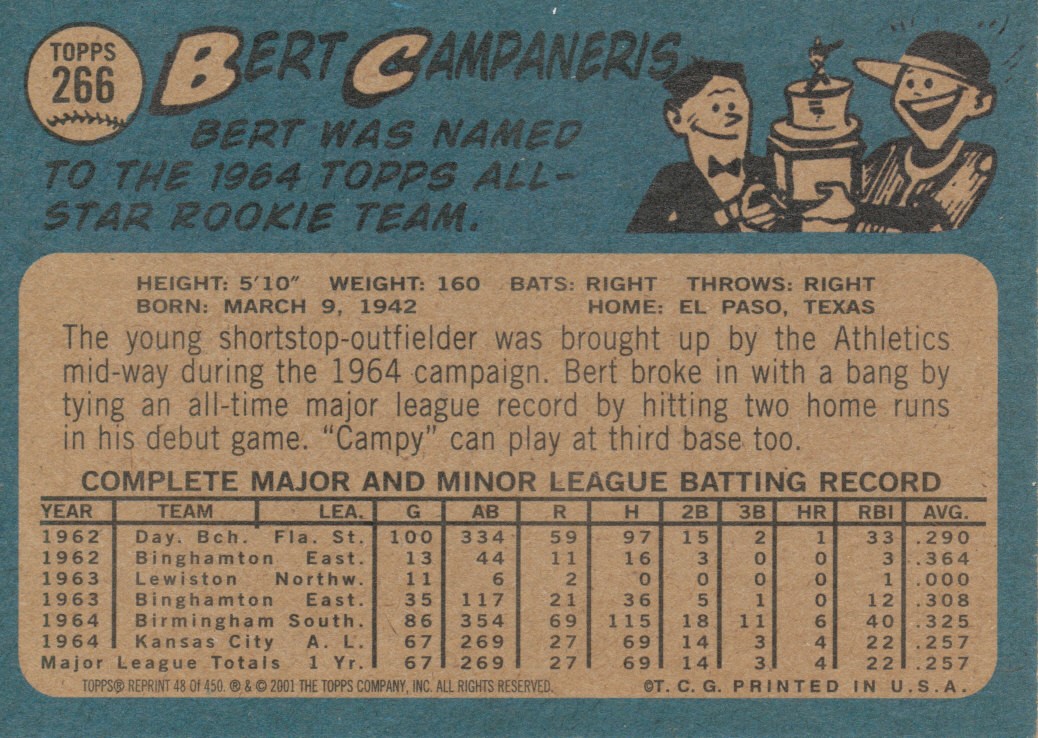 TOPPS
266
BERT CAMPANERIS
BERT WAS NAMED
TO THE 1964 TOPPS ALL-
STAR ROOKIE TEAM.
HEIGHT: 5'10" WEIGHT: 160 BATS: RIGHT THROWS: RIGHT
BORN: MARCH 9, 1942 HOME: EL PASO, TEXAS
The young shortstop-outfielder was brought up by the Athletics
mid-way during the 1964 campaign. Bert broke in with a bang by
tying an all-time major league record by hitting two home runs
in his debut game. “Campy” can play at third base too.
COMPLETE MAJOR AND MINOR LEAGUE BATTING RECORD
YEAR TEAM LEA. G AB R H 2B 3B HR RBI AVG.
1962 Day. Bch. Fla. St. 100 334 59 97 15 2 1 33 .290
1962 Binghamton East. 13 44 11 16 3 0 0 3 .364
1963 Lewiston Northw. 11 6 2 0 0 0 0 1 .000
1963 Binghamton East. 35 117 21 36 5 1 0 12 .308
1964 Birmingham South. 86 354 69 115 18 11 6 40 .325
1964 Kansas City A. L. 67 269 27 69 14 3 4 22 .257
Major League Totals 1 Yr. 67 269 27 69 14 3 4 22 .257
TOPPS® REPRINT 48 Of 450. ® & © 2001 THE TOPPS COMPANY, INC. ALL RIGHTS RESERVED. ©T. C. G. PRINTED IN U.S.A.